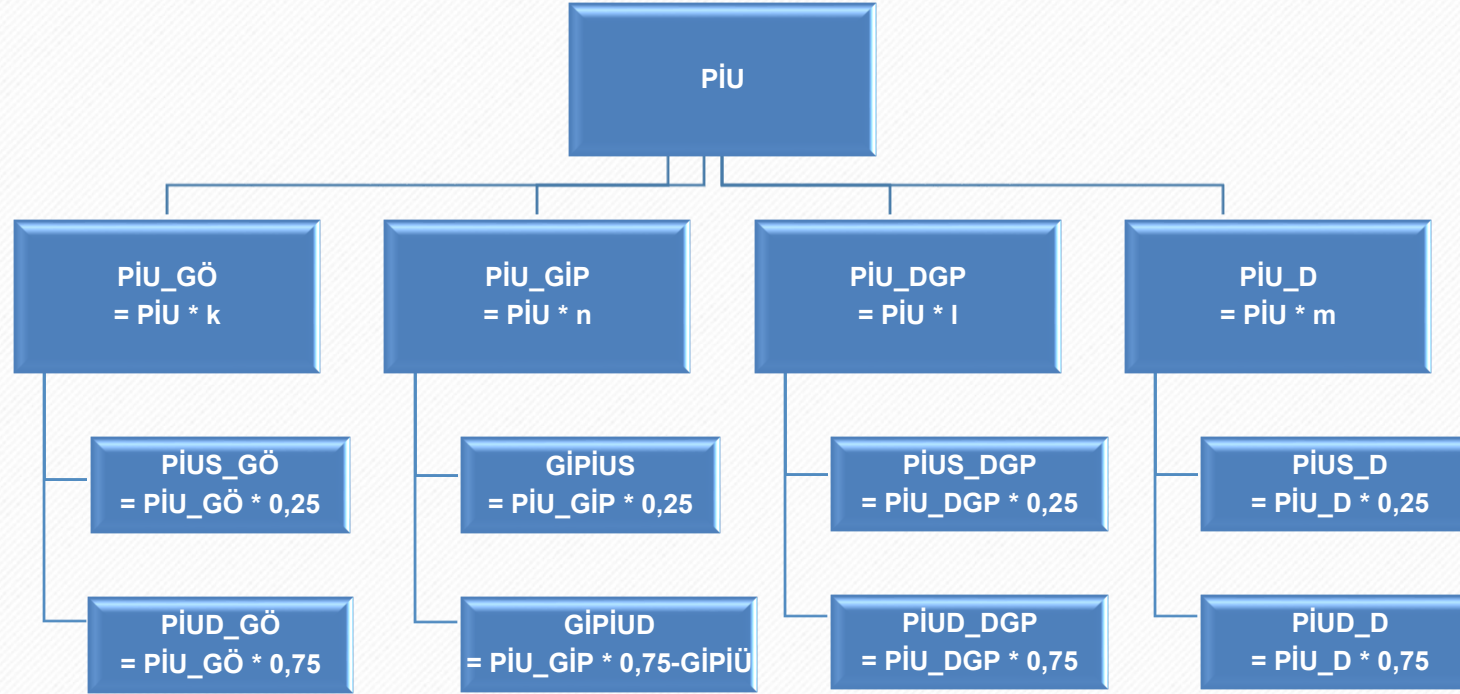 PİU
PİU_GÖ
= PİU * k
PİU_GİP
= PİU * n
PİU_DGP
= PİU * l
PİU_D
= PİU * m
PİUS_GÖ
= PİU_GÖ * 0,25
GİPİUS
= PİU_GİP * 0,25
PİUS_DGP
= PİU_DGP * 0,25
PİUS_D
= PİU_D * 0,25
PİUD_GÖ
= PİU_GÖ * 0,75
GİPİUD
= PİU_GİP * 0,75-GİPİÜ
PİUD_DGP
= PİU_DGP * 0,75
PİUD_D
= PİU_D * 0,75